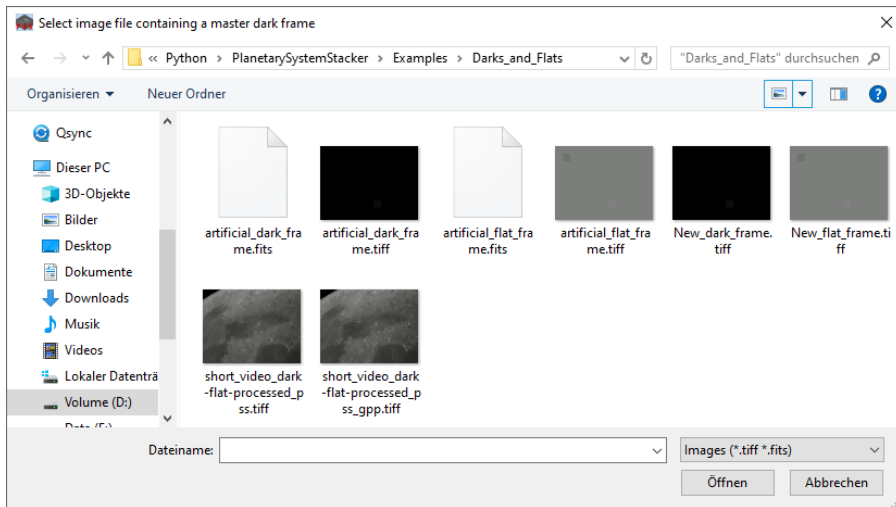 Select image file containing a master dark frame
« Python › PlanetarySystemStacker › Examples › Darks_and_Flats
"Darks_and_Flats" durchsuchen
Organisieren
Neuer Ordner
Qsync
Dieser PC
3D-Objekte
Bilder
Desktop
Dokumente
Downloads
Musik
Videos
Lokaler Datenträ
Volume (D:)
artificial_dark_fra
me.fits
artificial_dark_fra
me.tiff
artificial_flat_fra
me.fits
artificial_flat_fra
me.tiff
New_dark_frame.
tiff
New_flat_frame.ti
ff
short_video_dark
-flat-processed_p
ss.tiff
short_video_dark
-flat-processed_p
ss_gpp.tiff
Dateiname:
Images (*.tiff *.fits)
Öffnen
Abbrechen